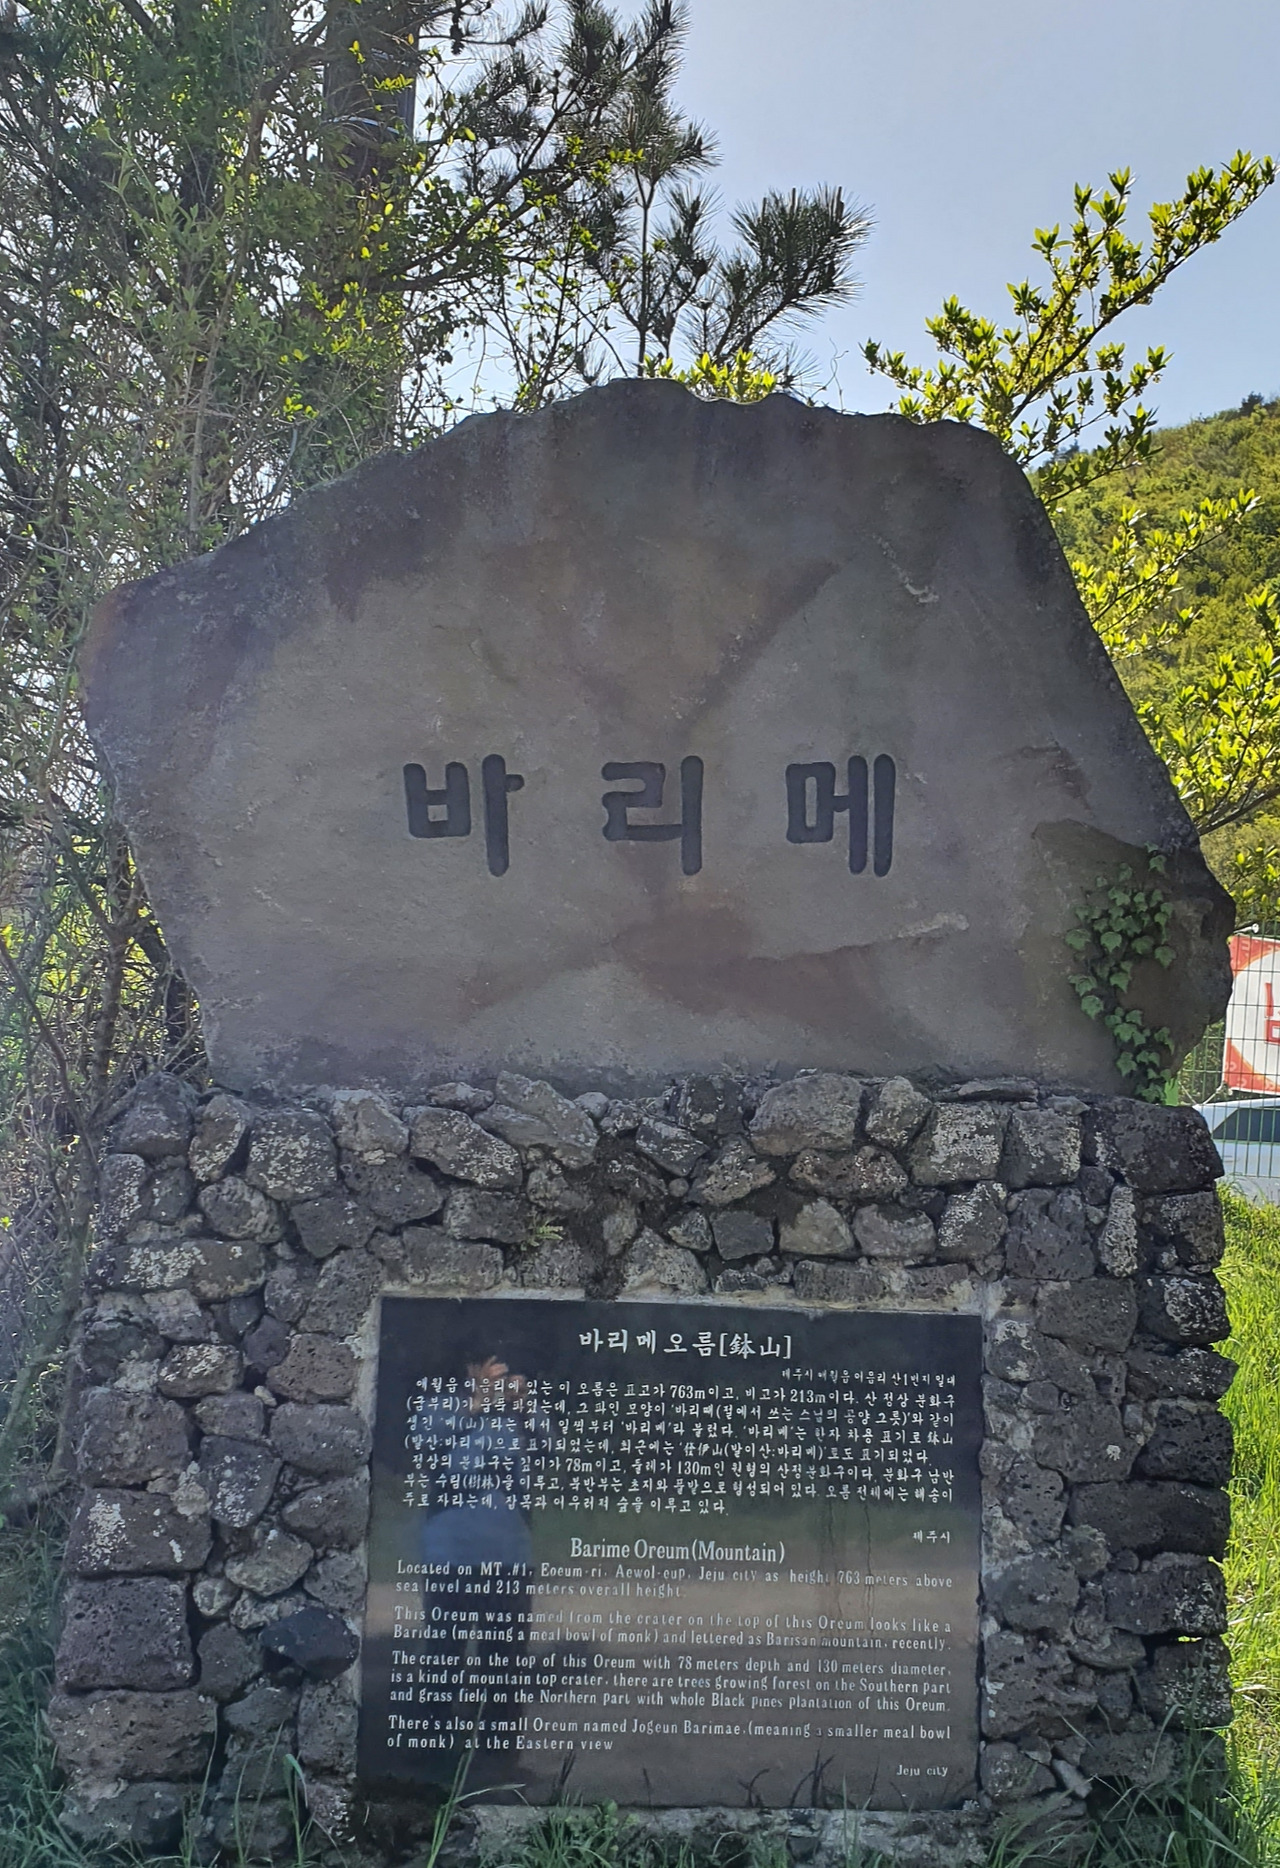 바리메
바리메오름[鉢山]
제주시 애월읍 어음리 산1번지 일대
애월읍 어음리에 있는 이 오름은 표고가 763m이고, 비고가 213m이다. 산 정상 분화구
(굼부리)가 움푹 파였는데, 그 파인 모양이 '바리때(절에서 쓰는 스님의 공양 그릇)'와 같이
생긴 '메(山)'라는 데서 일찍부터 '바리메'라 불렸다. '바리메'는 한자 차용 표기로 鉢山
(발산:바리메)으로 표기되었는데, 최근에는 '發伊山(발이산:바리메)'로도 표기되었다.
정상의 분화구는 깊이가 78m이고, 둘레가 130m인 원형의 산정분화구이다. 분화구 남반
부는 수림(樹林)을 이루고, 북반부는 초지와 풀밭으로 형성되어 있다. 오름 전체에는 해송이
주로 자라는데, 잡목과 어우러져 숲을 이루고 있다.
제주시
Barime Oreum(Mountain)
Located on MT .#1, Eoeum-ri, Aewol-eup, Jeju city as height 763 meters above
sea level and 213 meters overall height.
This Oreum was named from the crater on the top of this Oreum looks like a
Baridae (meaning a meal bowl of monk) and lettered as Barisan mountain, recently.
The crater on the top of this Oreum with 78 meters depth and 130 meters diameter,
is a kind of mountain top crater, there are trees growing forest on the Southern part
and grass field on the Northern part with whole Black pines plantation of this Oreum.
There's also a small Oreum named Jogeun Barimae,(meaning a smaller meal bowl
of monk) at the Eastern view
Jeju city